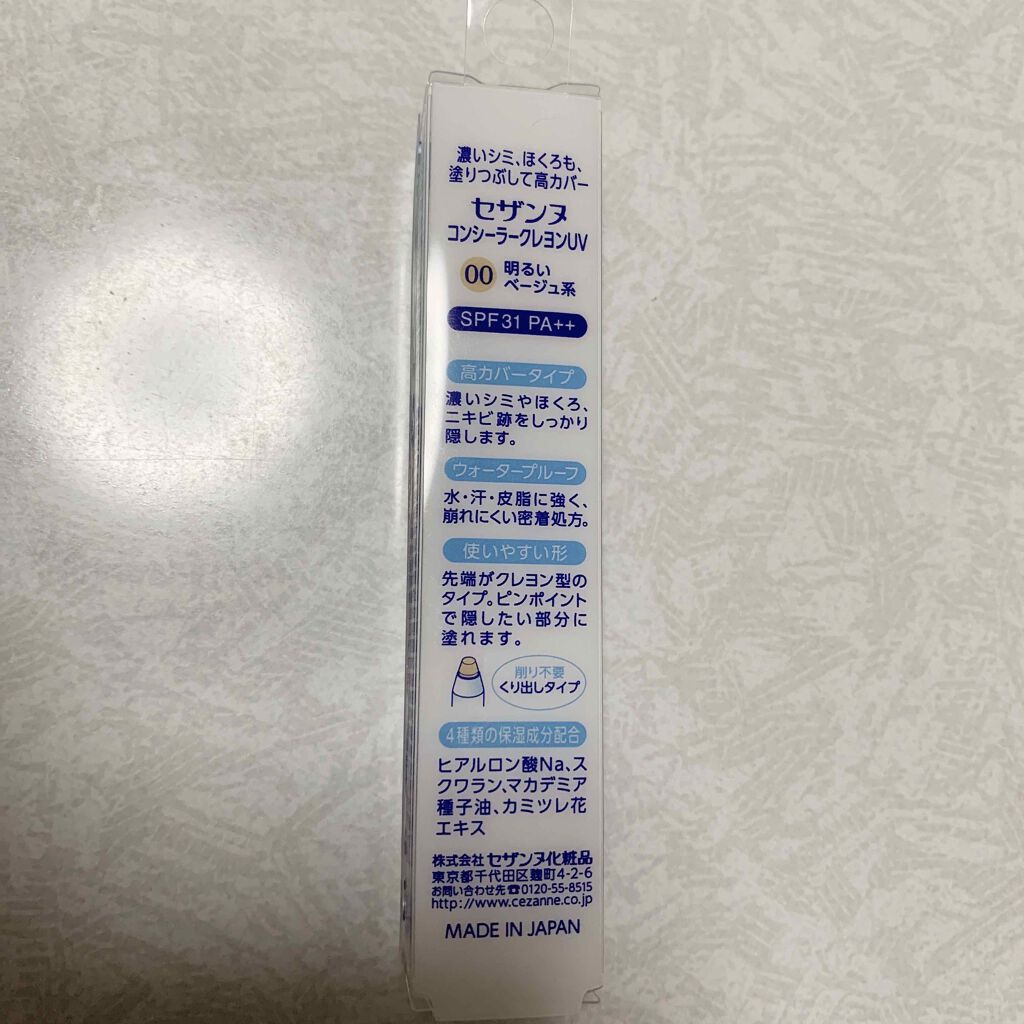 濃いシミ、ほくろも、
塗りつぶして高カバー
セザンヌ
コンシーラークレヨンUV
00 明るい
ベージュ系
SPF31 PA++
高カバータイプ
濃いシミやほくろ、
ニキビ跡をしっかり
隠します。
ウォータープルーフ
水・汗・皮脂に強く、
崩れにくい密着処方。
使いやすい形
先端がクレヨン型の
タイプ。ピンポイント
で隠したい部分に
塗れます。
削り不要
くり出しタイプ
4種類の保湿成分配合
ヒアルロン酸Na、ス
クワラン、マカデミア
種子油、カミツレ花
エキス
株式会社 セザンヌ化粧品
東京都千代田区麹町4-2-6
お問い合わせ先☎0120-55-8515
http://www.cezanne.co.jp
MADE IN JAPAN